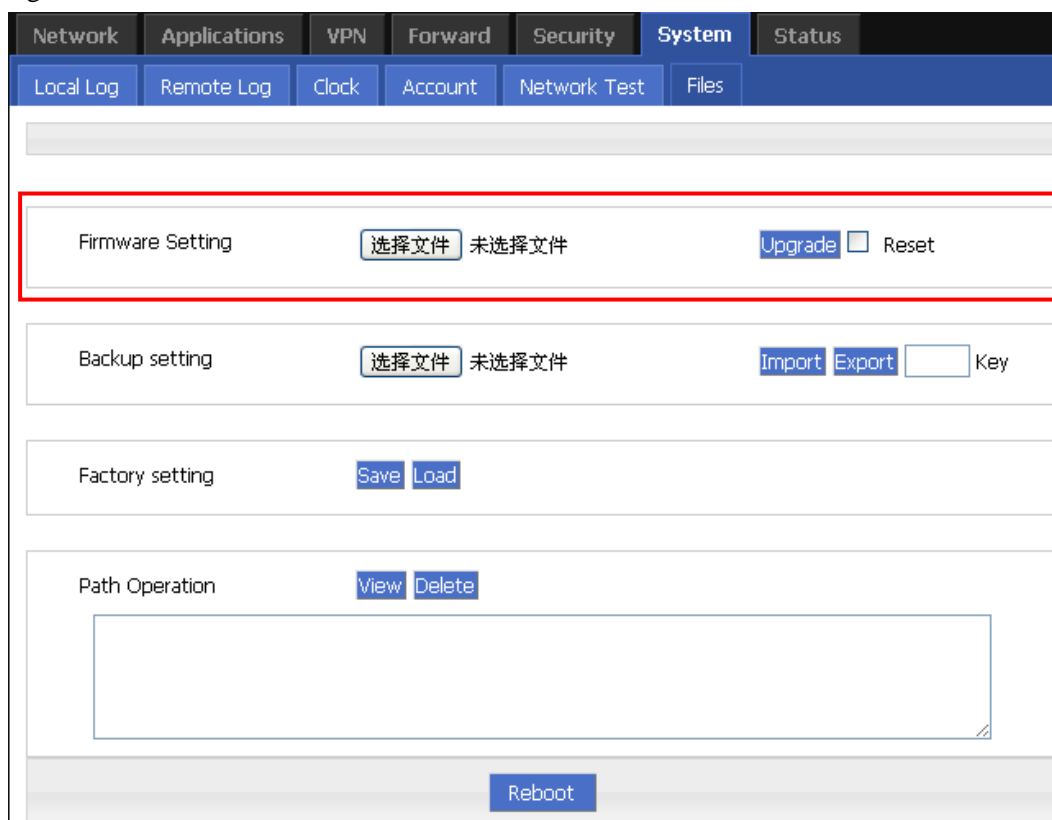 Network Applications VPN Forward Security System Status
Local Log Remote Log Clock Account Network Test Files
Firmware Setting 选择文件 未选择文件 Upgrade Reset
Backup setting 选择文件 未选择文件 Import Export Key
Factory setting Save Load
Path Operation View Delete
Reboot